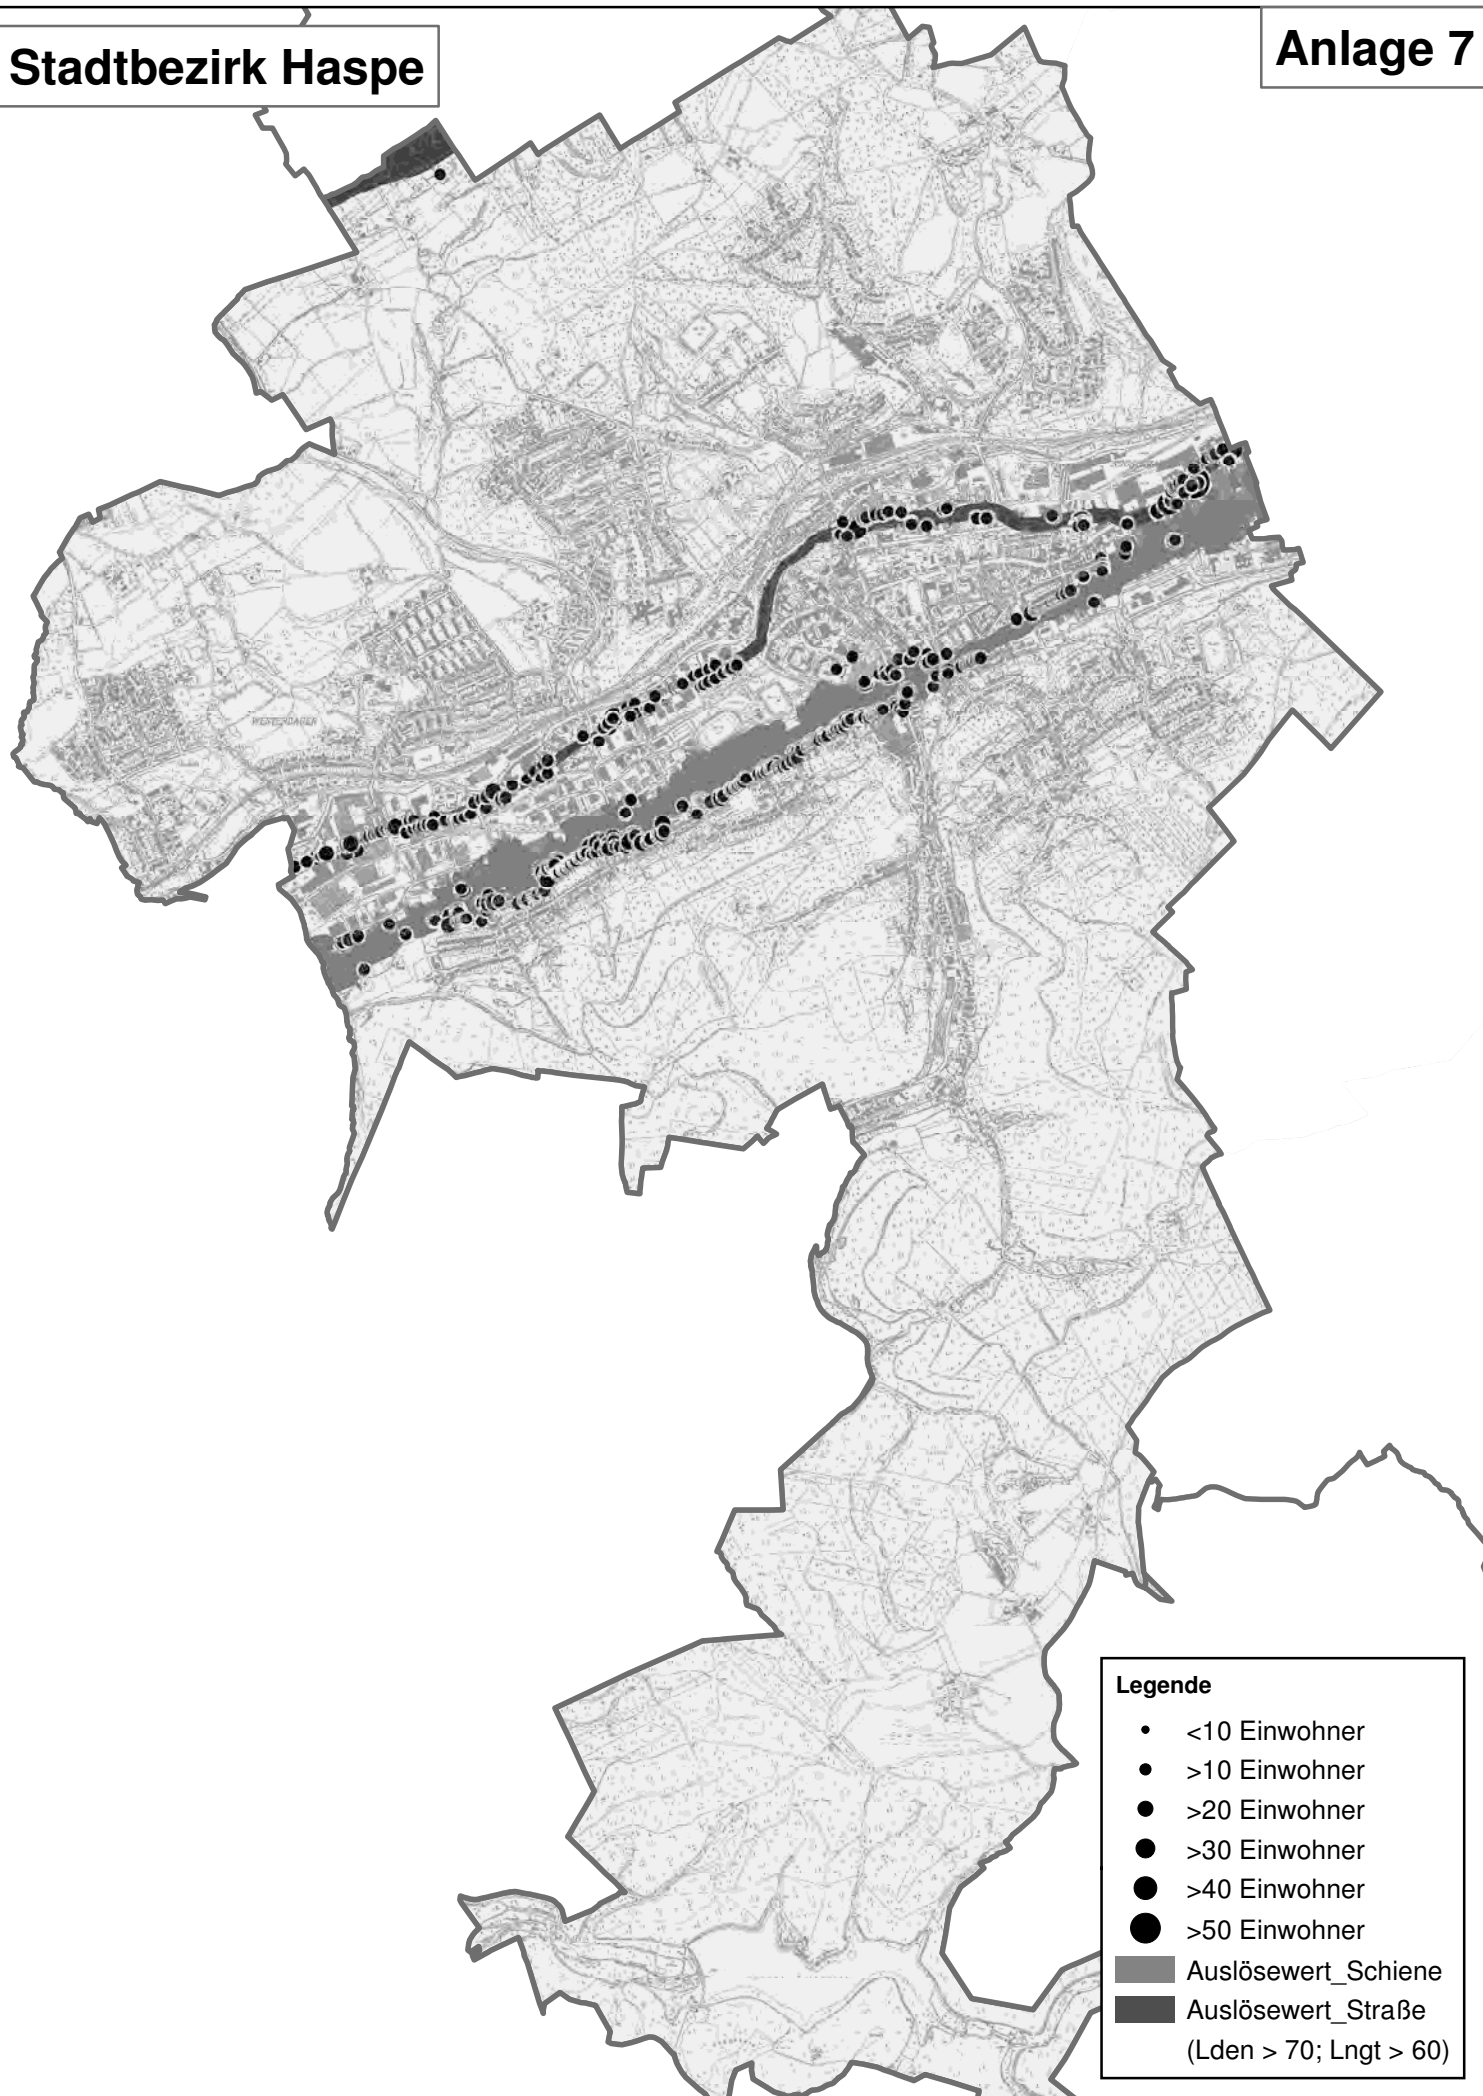 Stadtbezirk Haspe
Anlage 7
WESTERBAUER
Legende
<10 Einwohner
>10 Einwohner
>20 Einwohner
>30 Einwohner
>40 Einwohner
>50 Einwohner
Auslösewert_Schiene
Auslösewert_Straße
(Lden > 70; Lngt > 60)